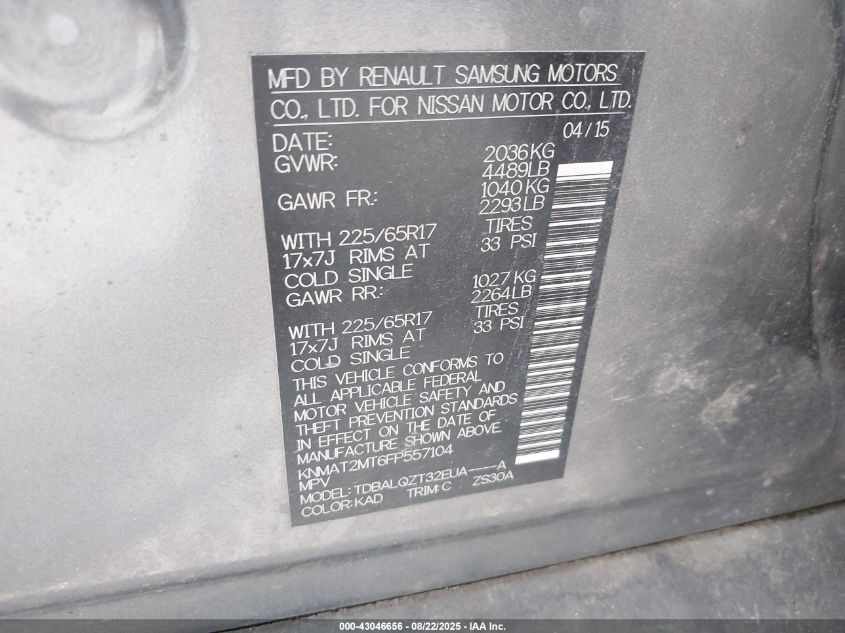 MFD BY RENAULT SAMSUNG MOTORS
CO., LTD. FOR NISSAN MOTOR CO., LTD.
DATE: 04/15
GVWR: 2036KG
4489LB
GAWR FR: 1040KG
2293LB
WITH 225/65R17 TIRES
17x7J RIMS AT 33 PSI
COLD SINGLE
GAWR RR: 1027KG
2264LB
WITH 225/65R17 TIRES
17x7J RIMS AT 33 PSI
COLD SINGLE
THIS VEHICLE CONFORMS TO
ALL APPLICABLE FEDERAL
MOTOR VEHICLE SAFETY AND
THEFT PREVENTION STANDARDS
IN EFFECT ON THE DATE OF
MANUFACTURE SHOWN ABOVE.
KNMAT2MT6FP557104
MPV
MODEL: TDBALQZT32EUA----A
COLOR: KAD TRIM: C ZS30A
000-43046656 - 08/22/2025 - IAA Inc.